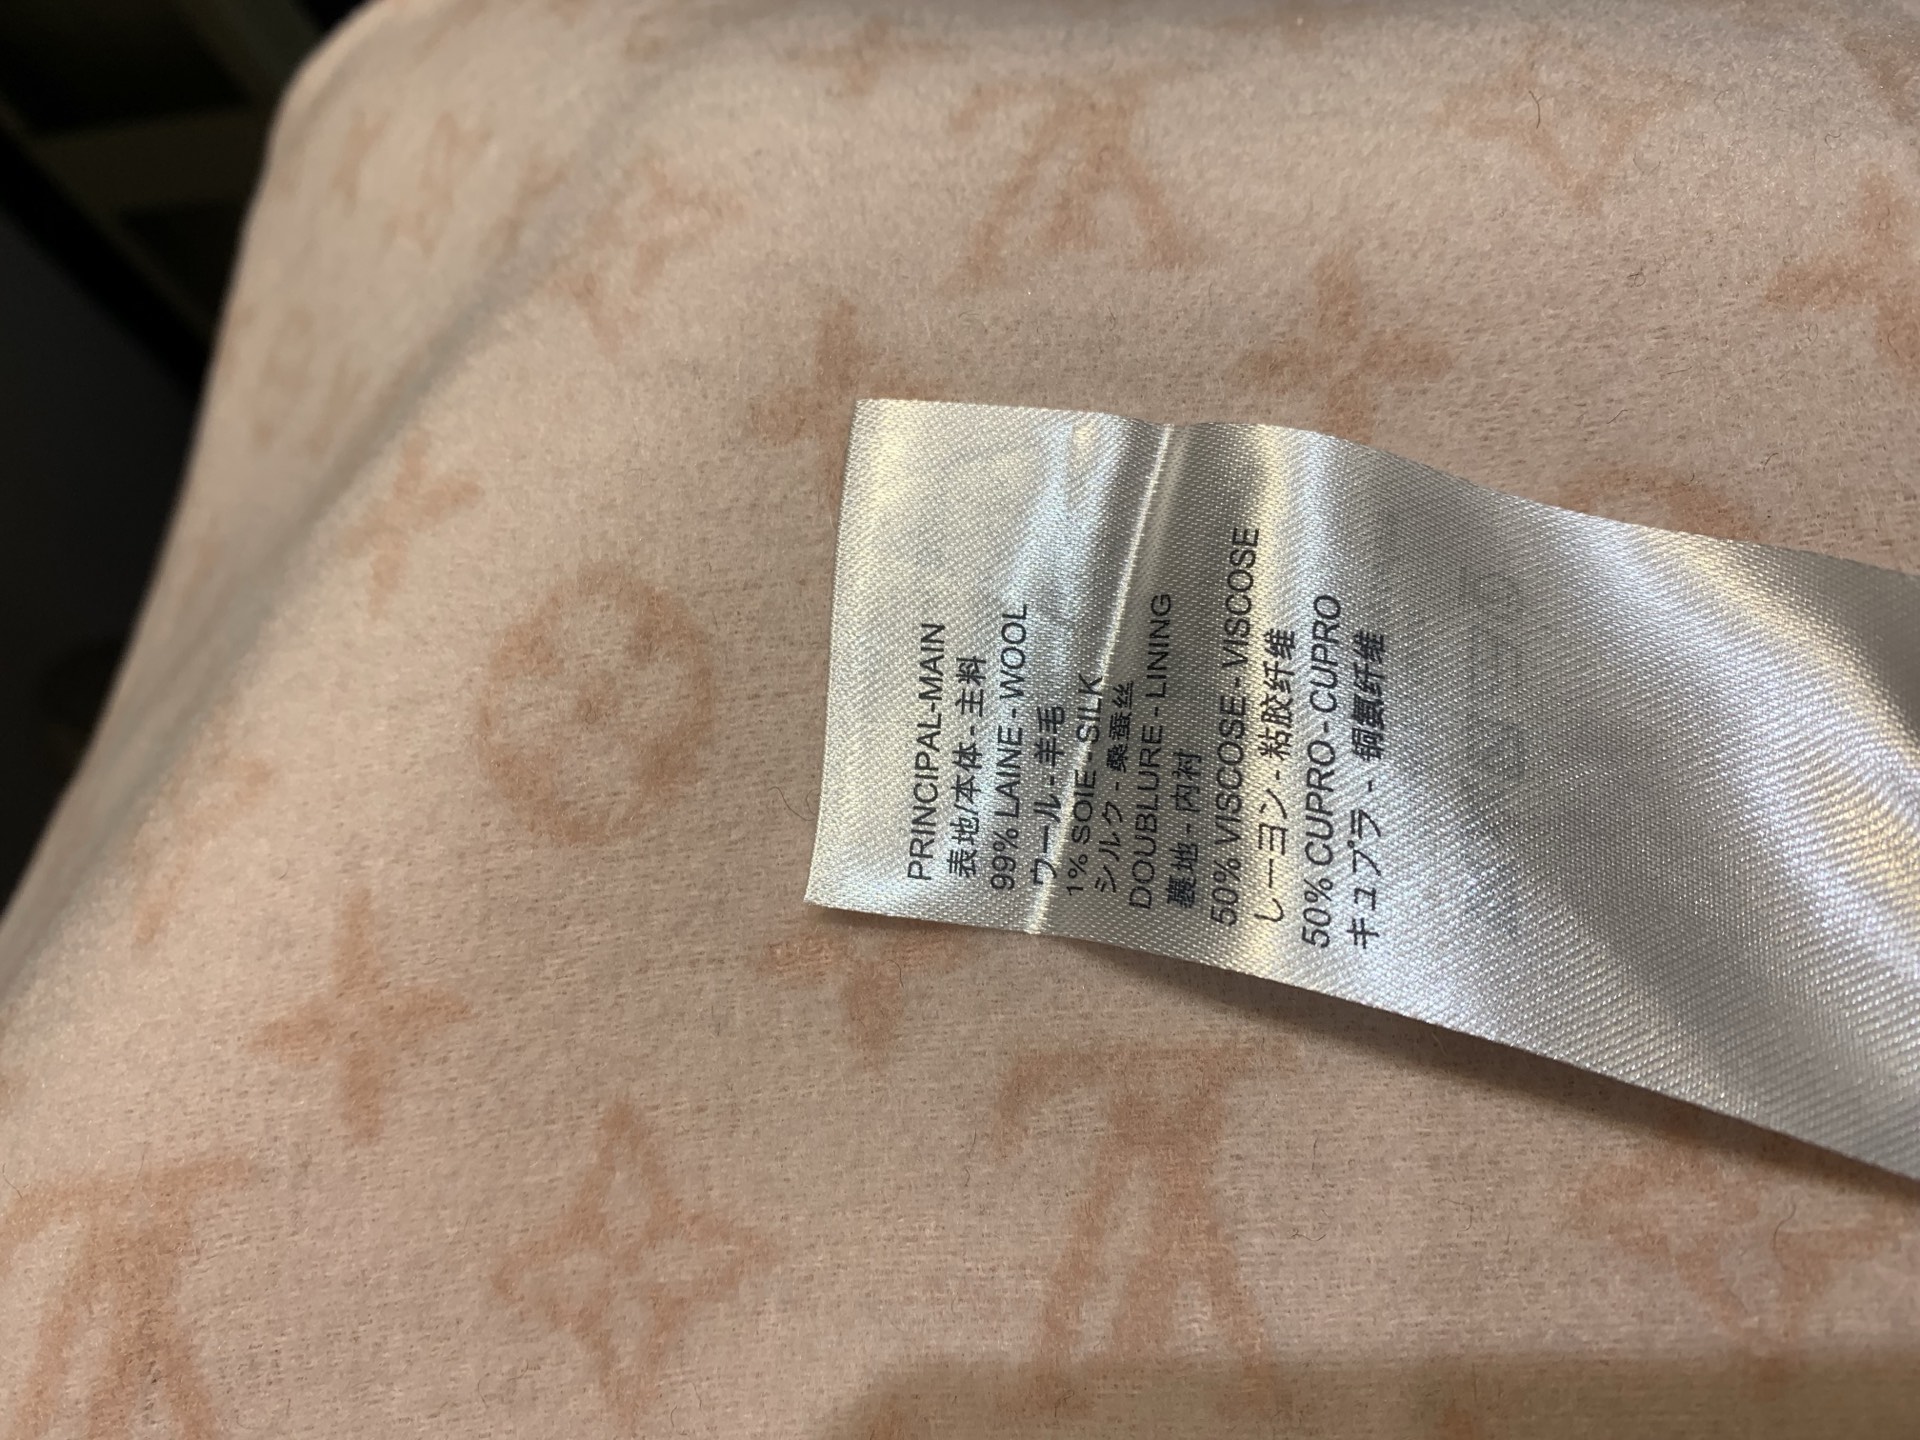 PRINCIPAL-MAIN
表地/本体-主料
99% LAINE-WOOL
ウール-羊毛
1% SOIE-SILK
シルク-桑蚕丝
DOUBLURE-LINING
裏地-内衬
50% VISCOSE-VISCOSE
レーヨン-粘胶纤维
50% CUPRO-CUPRO
キュプラ-铜氨纤维